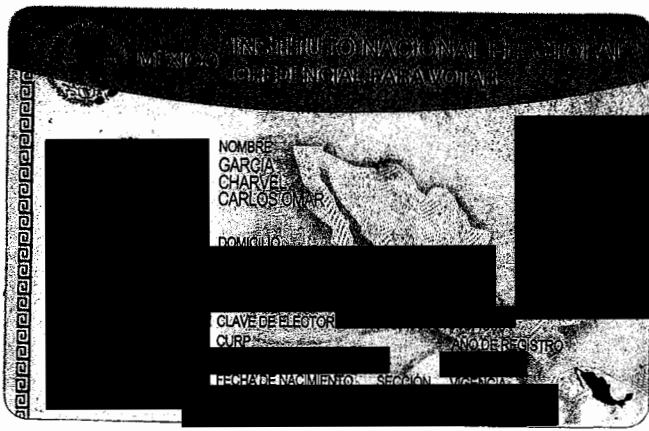 MÉXICO INSTITUTO NACIONAL ELECTORAL
CREDENCIAL PARA VOTAR
NOMBRE
GARCIA
CHARVEL
CARLOS OMAR
DOMICILIO
CLAVE DE ELECTOR
CURP
AÑO DE REGISTRO
FECHA DE NACIMIENTO SECCIÓN VIGENCIA